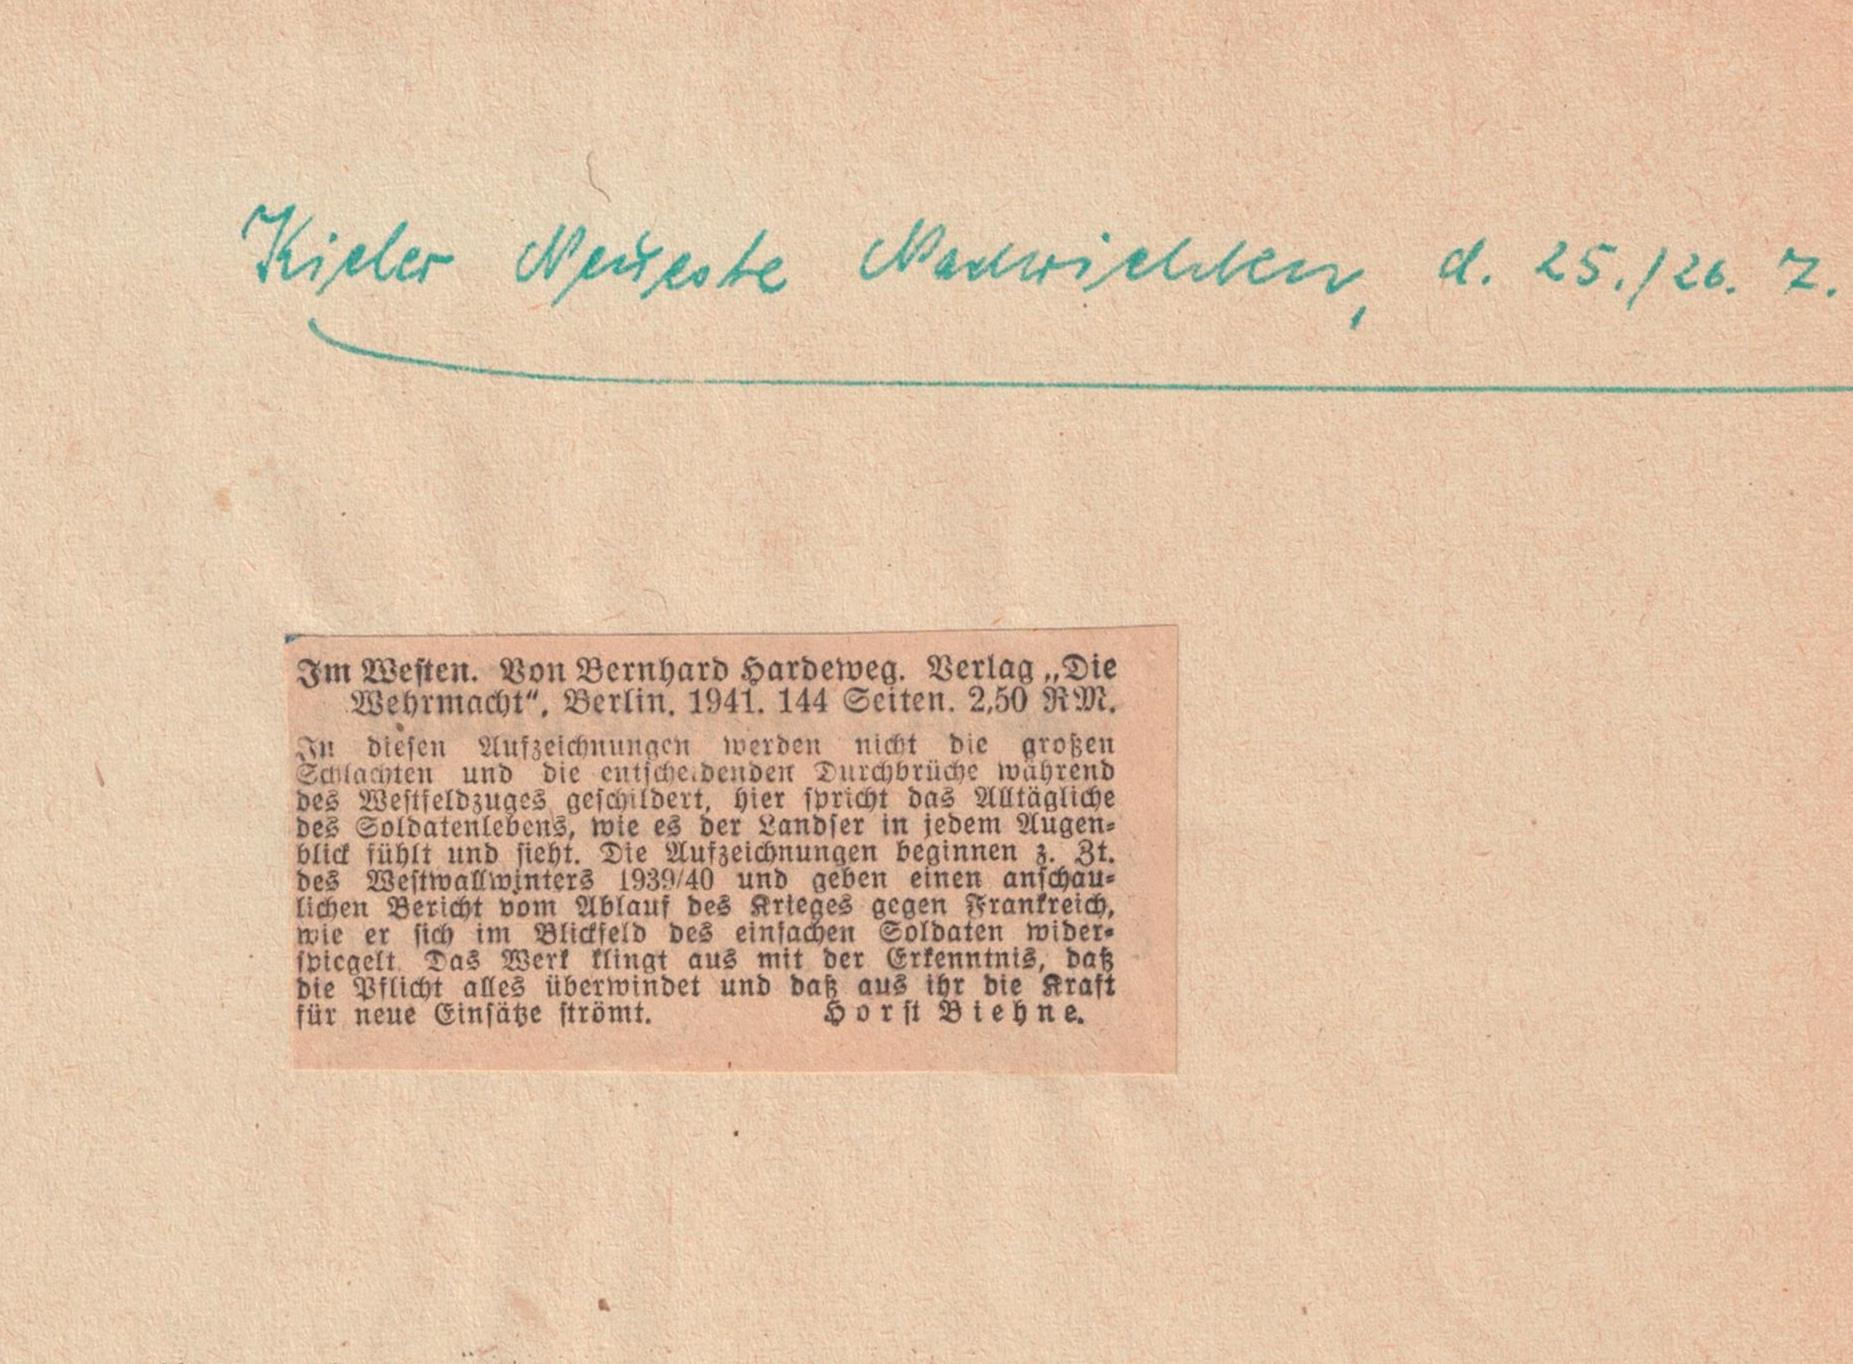 Kieler Neueste Nachrichten, d. 25./26. 7.
Im Westen. Von Bernhard Hardeweg. Verlag „Die
Wehrmacht“, Berlin. 1941. 144 Seiten. 2,50 RM.
In diesen Aufzeichnungen werden nicht die großen
Schlachten und die entscheidenden Durchbrüche während
des Westfeldzuges geschildert, hier spricht das Alltägliche
des Soldatenlebens, wie es der Landser in jedem Augen-
blick fühlt und sieht. Die Aufzeichnungen beginnen z. Zt.
des Westwallwinters 1939/40 und geben einen anschau-
lichen Bericht vom Ablauf des Krieges gegen Frankreich,
wie er sich im Blickfeld des einfachen Soldaten wider-
spiegelt. Das Werk klingt aus mit der Erkenntnis, daß
die Pflicht alles überwindet und daß aus ihr die Kraft
für neue Einsätze strömt. Horst Biehne.